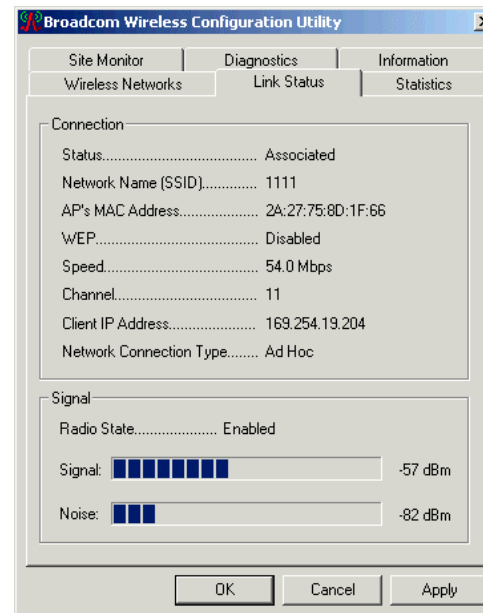 Broadcom Wireless Configuration Utility
Site Monitor Diagnostics Information
Wireless Networks Link Status Statistics
Connection
Status..................................... Associated
Network Name (SSID)............. 1111
AP's MAC Address................... 2A:27:75:8D:1F:66
WEP..................................... Disabled
Speed..................................... 54.0 Mbps
Channel.................................. 11
Client IP Address..................... 169.254.19.204
Network Connection Type........ Ad Hoc
Signal
Radio State.................... Enabled
Signal: -57 dBm
Noise: -82 dBm
OK Cancel Apply